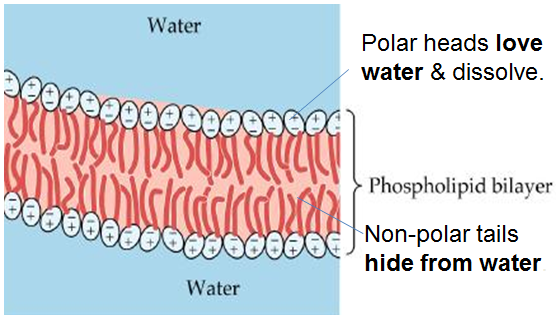 Water
Polar heads love
water & dissolve.
Phospholipid bilayer
Non-polar tails
hide from water
Water